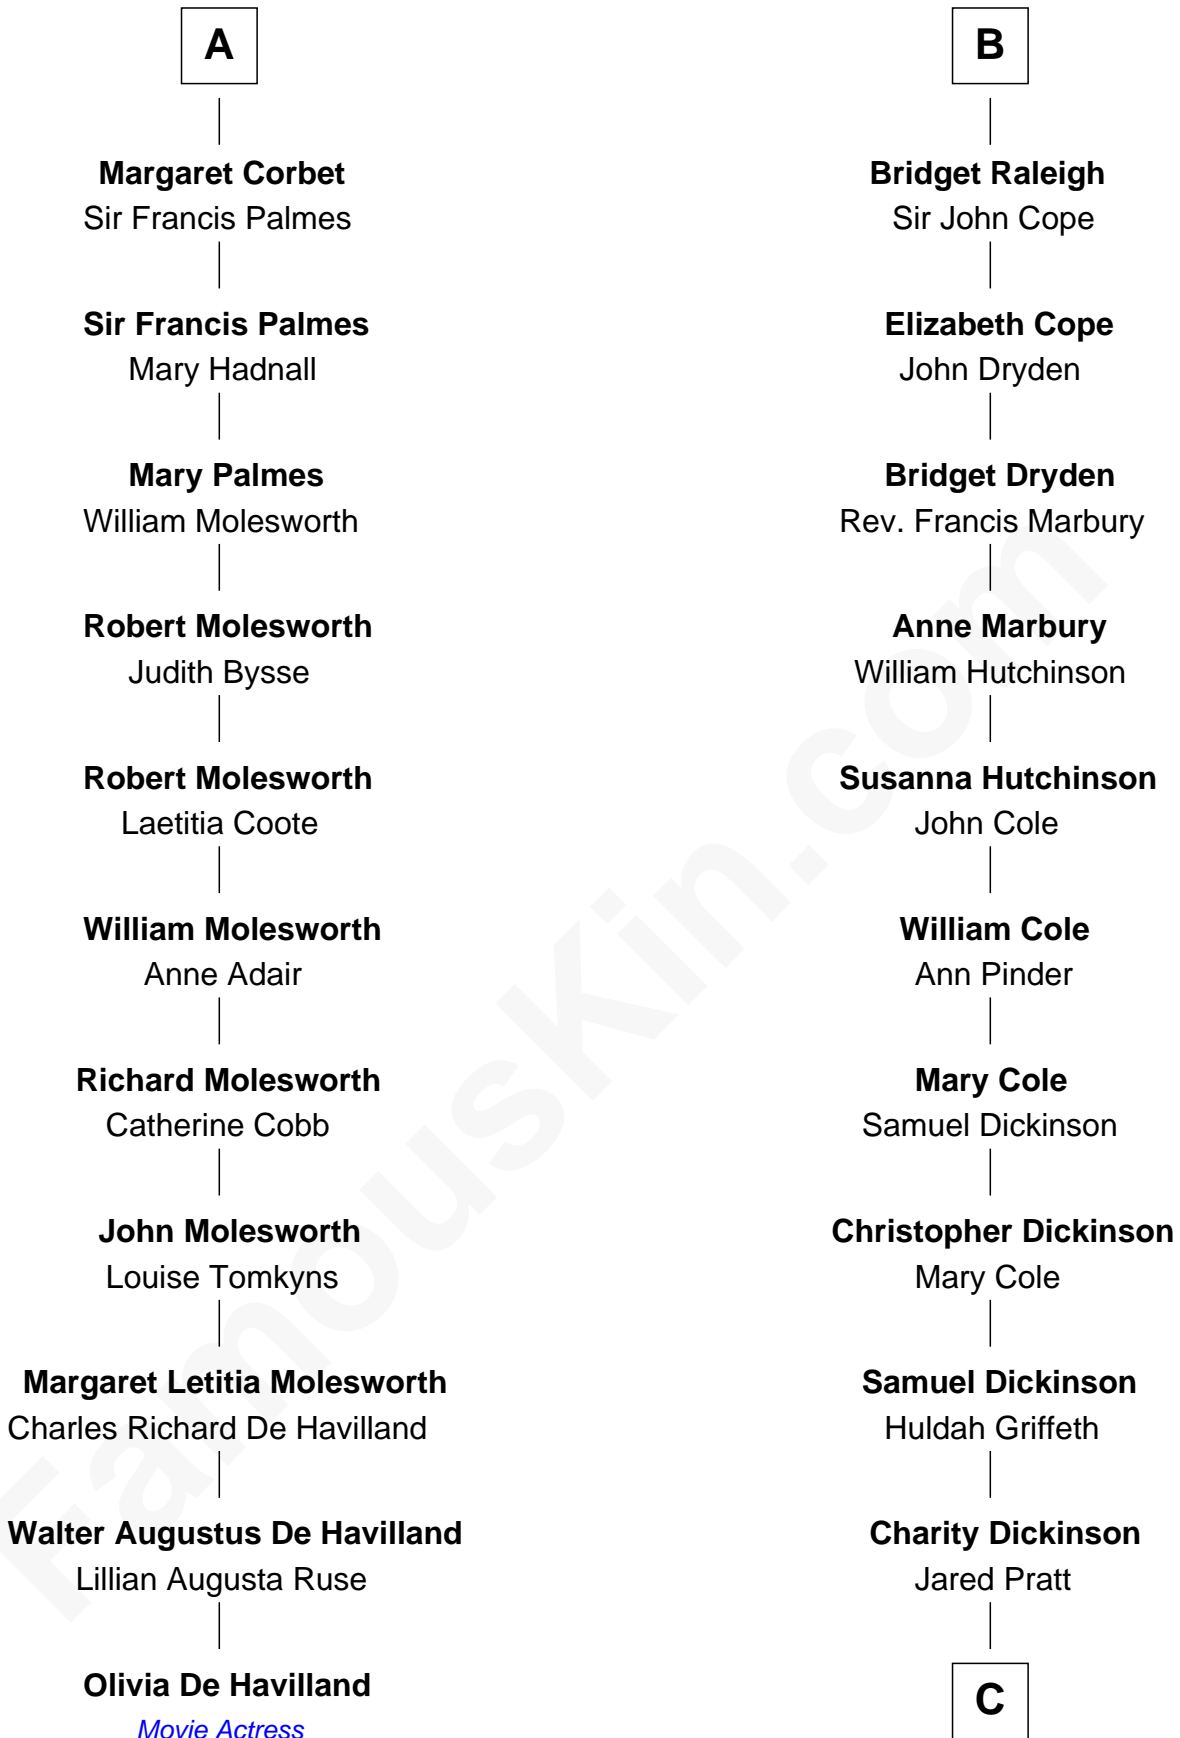 A
Margaret Corbet
Sir Francis Palmes
Sir Francis Palmes
Mary Hadnall
Mary Palmes
William Molesworth
Robert Molesworth
Judith Bysse
Robert Molesworth
Laetitia Coote
William Molesworth
Anne Adair
Richard Molesworth
Catherine Cobb
John Molesworth
Louise Tomkyns
Margaret Letitia Molesworth
Charles Richard De Havilland
Walter Augustus De Havilland
Lillian Augusta Ruse
Olivia De Havilland
Movie Actress
B
Bridget Raleigh
Sir John Cope
Elizabeth Cope
John Dryden
Bridget Dryden
Rev. Francis Marbury
Anne Marbury
William Hutchinson
Susanna Hutchinson
John Cole
William Cole
Ann Pinder
Mary Cole
Samuel Dickinson
Christopher Dickinson
Mary Cole
Samuel Dickinson
Huldah Griffeth
Charity Dickinson
Jared Pratt
C
FamousKin.com